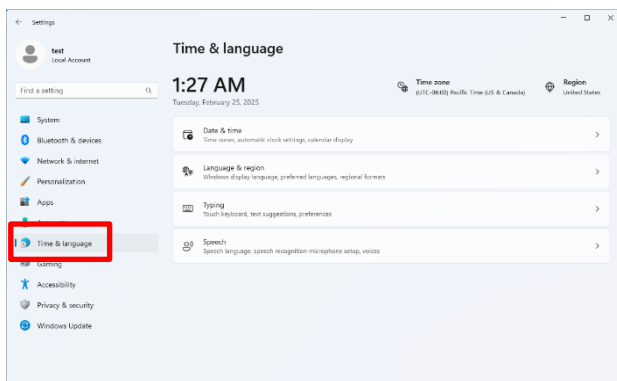 Settings
test
Local Account
Find a setting
System
Bluetooth & devices
Network & internet
Personalization
Apps
Time & language
Gaming
Accessibility
Privacy & security
Windows Update
Time & language
1:27 AM
Tuesday, February 25, 2025
Time zone
(UTC-08:00) Pacific Time (US & Canada)
Region
United States
Date & time
Time zones, automatic clock settings, calendar display
Language & region
Windows display language, preferred languages, regional formats
Typing
Touch keyboard, text suggestions, preferences
Speech
Speech language, speech recognition microphone setup, voices